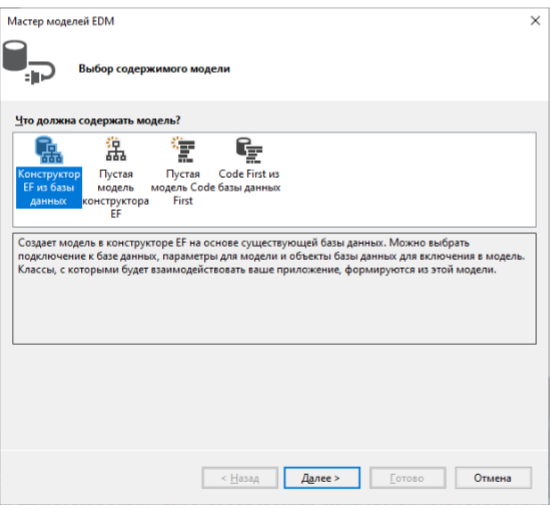 Мастер моделей EDM
Выбор содержимого модели
Что должна содержать модель?
Конструктор
EF из базы
данных
Пустая
модель
конструктора
EF
Пустая
модель Code
First
Code First из
базы данных
Создает модель в конструкторе EF на основе существующей базы данных. Можно выбрать
подключение к базе данных, параметры для модели и объекты базы данных для включения в модель.
Классы, с которыми будет взаимодействовать ваше приложение, формируются из этой модели.
< Назад
Далее >
Готово
Отмена